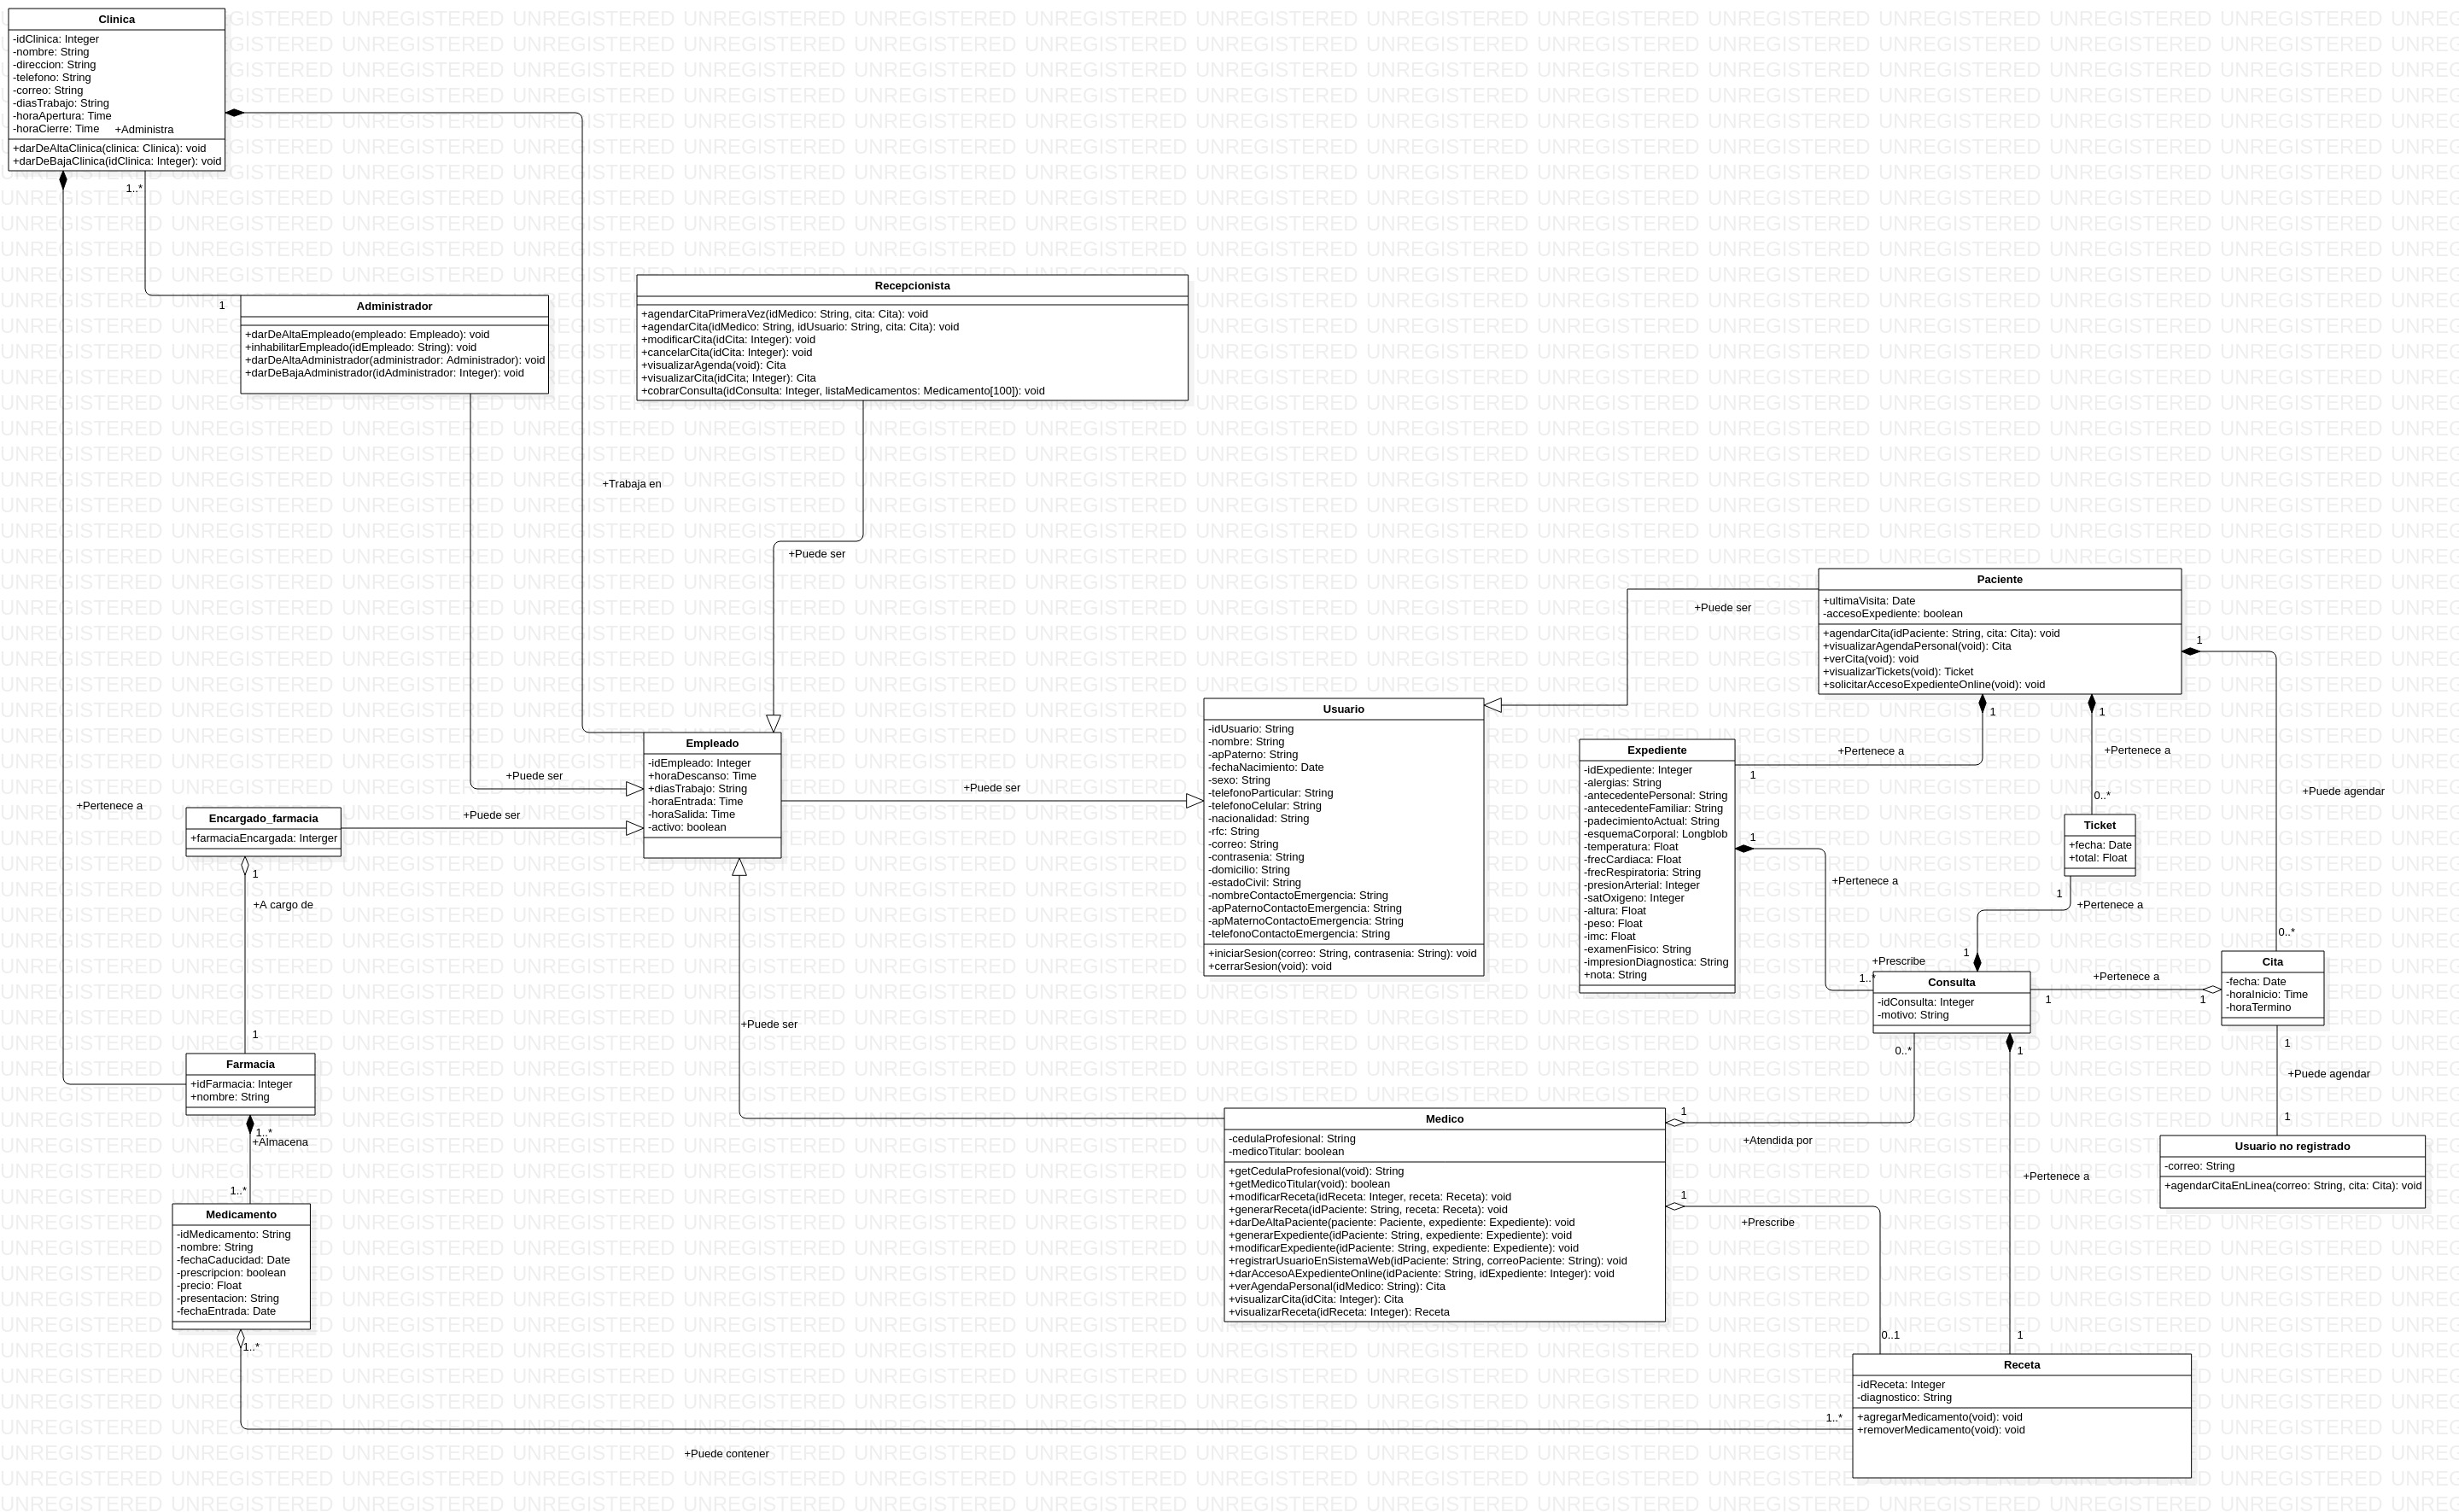 Clinica
-idClinica: Integer
-nombre: String
-direccion: String
-telefono: String
-correo: String
-diasTrabajo: String
-horaApertura: Time
-horaCierre: Time
+Administra
+darDeAltaClinica(clinica: Clinica): void
+darDeBajaClinica(idClinica: Integer): void
1..*
1
Administrador
+darDeAltaEmpleado(empleado: Empleado): void
+inhabilitarEmpleado(idEmpleado: String): void
+darDeAltaAdministrador(administrador: Administrador): void
+darDeBajaAdministrador(idAdministrador: Integer): void
Recepcionista
+agendarCitaPrimeraVez(idMedico: String, cita: Cita): void
+agendarCita(idMedico: String, idUsuario: String, cita: Cita): void
+modificarCita(idCita: Integer): void
+cancelarCita(idCita: Integer): void
+visualizarAgenda(void): Cita
+visualizarCita(idCita; Integer): Cita
+cobrarConsulta(idConsulta: Integer, listaMedicamentos: Medicamento[100]): void
+Trabaja en
+Puede ser
Paciente
+ultimaVisita: Date
-accesoExpediente: boolean
+agendarCita(idPaciente: String, cita: Cita): void
+visualizarAgendaPersonal(void): Cita
+verCita(void): void
+visualizarTickets(void): Ticket
+solicitarAccesoExpedienteOnline(void): void
+Puede ser
1
1
1
Usuario
-idUsuario: String
-nombre: String
-apPaterno: String
-fechaNacimiento: Date
-sexo: String
-telefonoParticular: String
-telefonoCelular: String
-nacionalidad: String
-rfc: String
-correo: String
-contrasenia: String
-domicilio: String
-estadoCivil: String
-nombreContactoEmergencia: String
-apPaternoContactoEmergencia: String
-apMaternoContactoEmergencia: String
-telefonoContactoEmergencia: String
+iniciarSesion(correo: String, contrasenia: String): void
+cerrarSesion(void): void
Empleado
-idEmpleado: Integer
+horaDescanso: Time
+diasTrabajo: String
-horaEntrada: Time
-horaSalida: Time
-activo: boolean
+Puede ser
+Puede ser
+Puede ser
Expediente
-idExpediente: Integer
-alergias: String
-antecedentePersonal: String
-antecedenteFamiliar: String
-padecimientoActual: String
-esquemaCorporal: Longblob
-temperatura: Float
-frecCardiaca: Float
-frecRespiratoria: String
-presionArterial: Integer
-satOxigeno: Integer
-altura: Float
-peso: Float
-imc: Float
-examenFisico: String
-impresionDiagnostica: String
+nota: String
+Pertenece a
1
+Pertenece a
0..*
+Puede agendar
0..*
+Pertenece a
Encargado_farmacia
+farmaciaEncargada: Interger
1
+A cargo de
1
Ticket
+fecha: Date
+total: Float
1
+Pertenece a
1
1
+Pertenece a
+Prescribe
1..*
Consulta
-idConsulta: Integer
-motivo: String
+Pertenece a
1
1
Cita
-fecha: Date
-horaInicio: Time
-horaTermino
1
+Puede agendar
1
Usuario no registrado
-correo: String
+agendarCitaEnLinea(correo: String, cita: Cita): void
+Puede ser
Farmacia
+idFarmacia: Integer
+nombre: String
1..*
+Almacena
1..*
Medicamento
-idMedicamento: String
-nombre: String
-fechaCaducidad: Date
-prescripcion: boolean
-precio: Float
-presentacion: String
-fechaEntrada: Date
1..*
Medico
-cedulaProfesional: String
-medicoTitular: boolean
+getCedulaProfesional(void): String
+getMedicoTitular(void): boolean
+modificarReceta(idReceta: Integer, receta: Receta): void
+generarReceta(idPaciente: String, receta: Receta): void
+darDeAltaPaciente(paciente: Paciente, expediente: Expediente): void
+generarExpediente(idPaciente: String, expediente: Expediente): void
+modificarExpediente(idPaciente: String, expediente: Expediente): void
+registrarUsuarioEnSistemaWeb(idPaciente: String, correoPaciente: String): void
+darAccesoAExpedienteOnline(idPaciente: String, idExpediente: Integer): void
+verAgendaPersonal(idMedico: String): Cita
+visualizarCita(idCita: Integer): Cita
+visualizarReceta(idReceta: Integer): Receta
0..*
1
+Atendida por
1
+Prescribe
0..1
1
+Pertenece a
1
Receta
-idReceta: Integer
-diagnostico: String
+agregarMedicamento(void): void
+removerMedicamento(void): void
1..*
+Puede contener